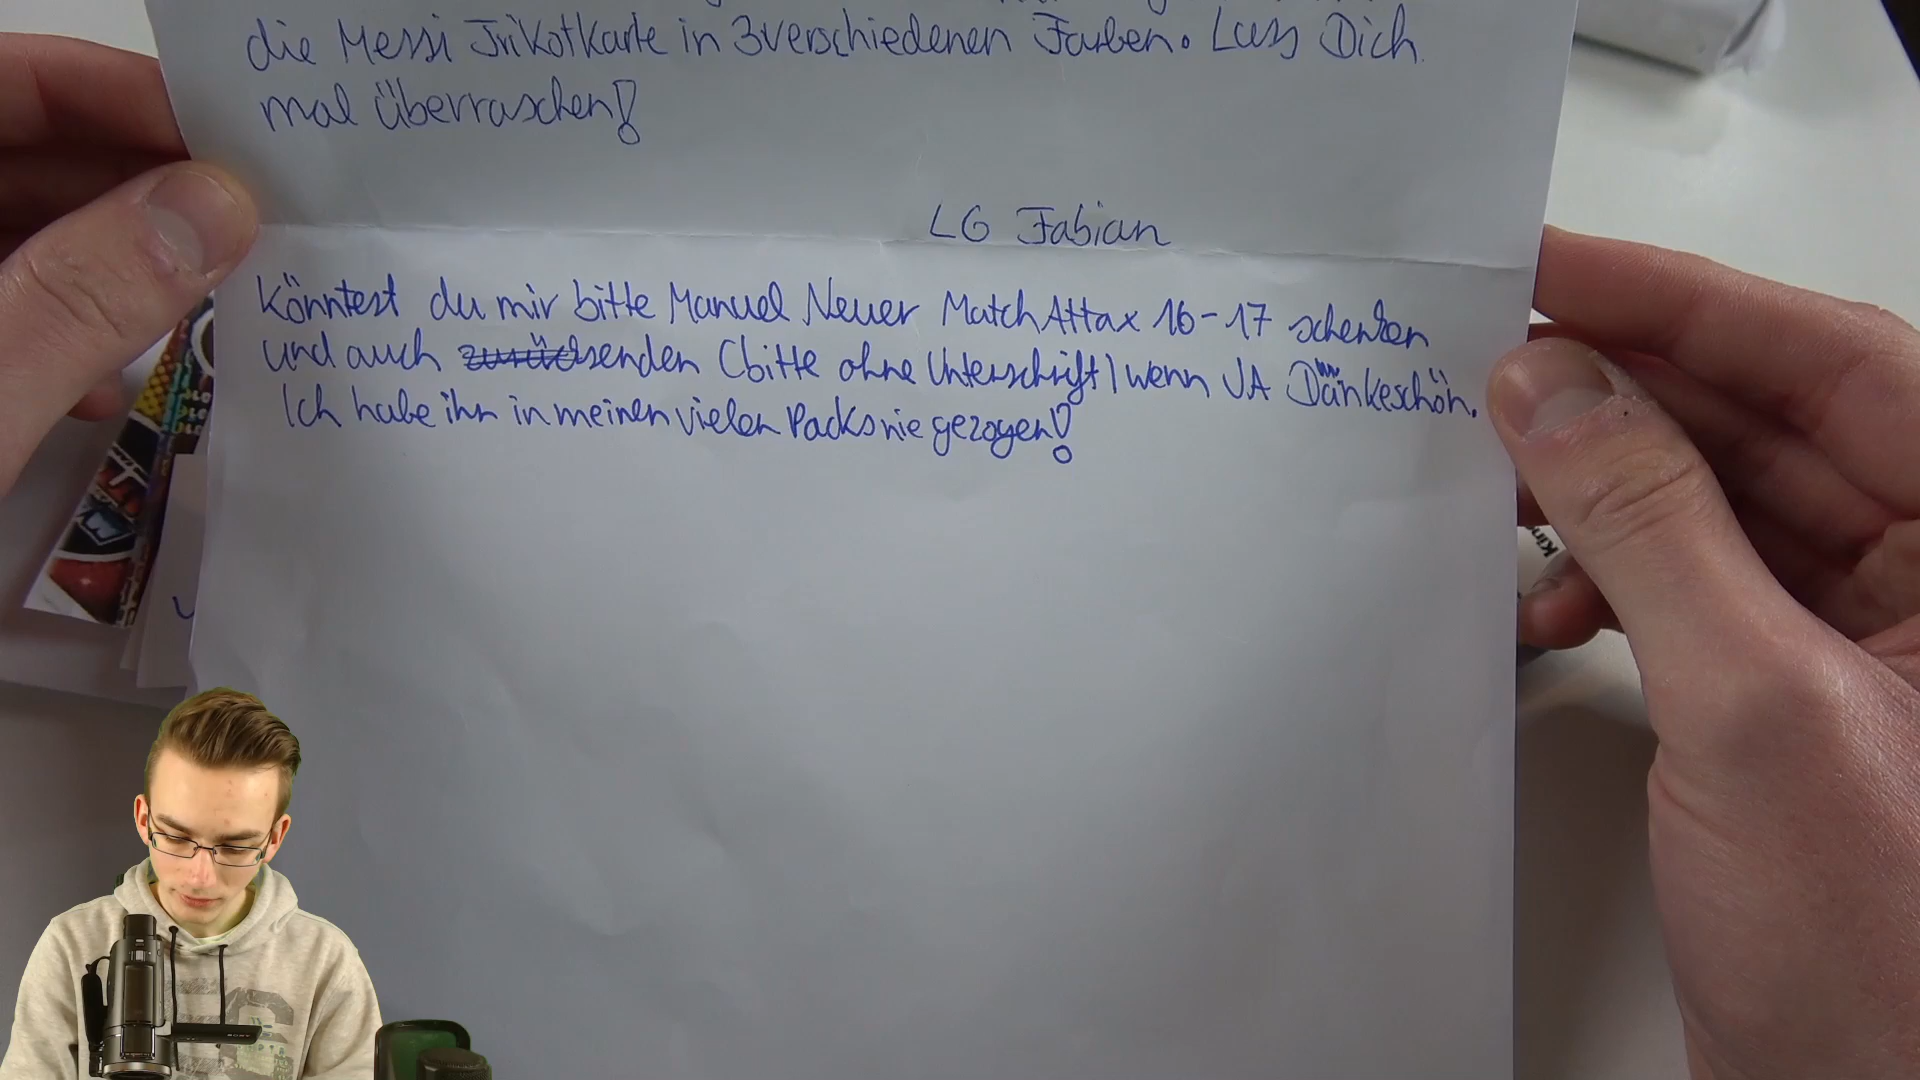 die Messi Trikotkarte in 3 verschiedenen Farben. Lass Dich
mal überraschen!
LG Fabian
Könntest du mir bitte Manuel Neuer Match Attax 16-17 schenken
und auch zurücksenden (bitte ohne Unterschrift) wenn JA Dankeschön.
Ich habe ihn in meinen vielen Packs nie gezogen!